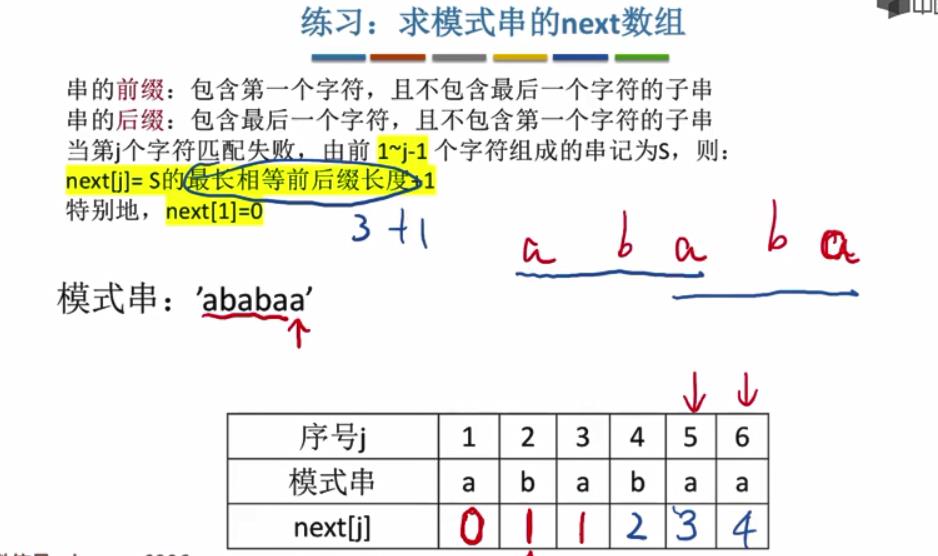 练习：求模式串的next数组
串的前缀：包含第一个字符，且不包含最后一个字符的子串
串的后缀：包含最后一个字符，且不包含第一个字符的子串
当第j个字符匹配失败，由前 1~j-1 个字符组成的串记为S，则：
next[j]= S的最长相等前后缀长度+1
特别地，next[1]=0
3 +1
a b a b a
模式串：'ababaa'
序号j 1 2 3 4 5 6
模式串 a b a b a a
next[j] 0 1 1 2 3 4